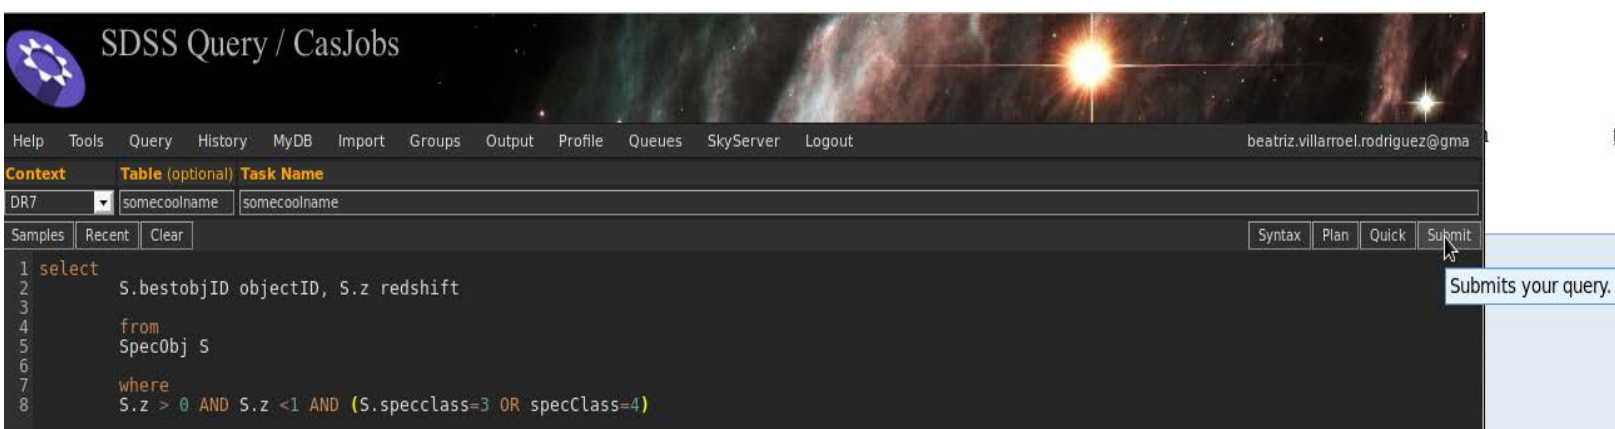 SDSS Query / CasJobs
Help Tools Query History MyDB Import Groups Output Profile Queues SkyServer Logout beatriz.villarroel.rodriguez@gma
Context Table (optional) Task Name
DR7 somecoolname somecoolname
Samples Recent Clear Syntax Plan Quick Submit
Submits your query.
1 select
2 S.bestobjID objectID, S.z redshift
3
4 from
5 SpecObj S
6
7 where
8 S.z > 0 AND S.z <1 AND (S.specclass=3 OR specClass=4)